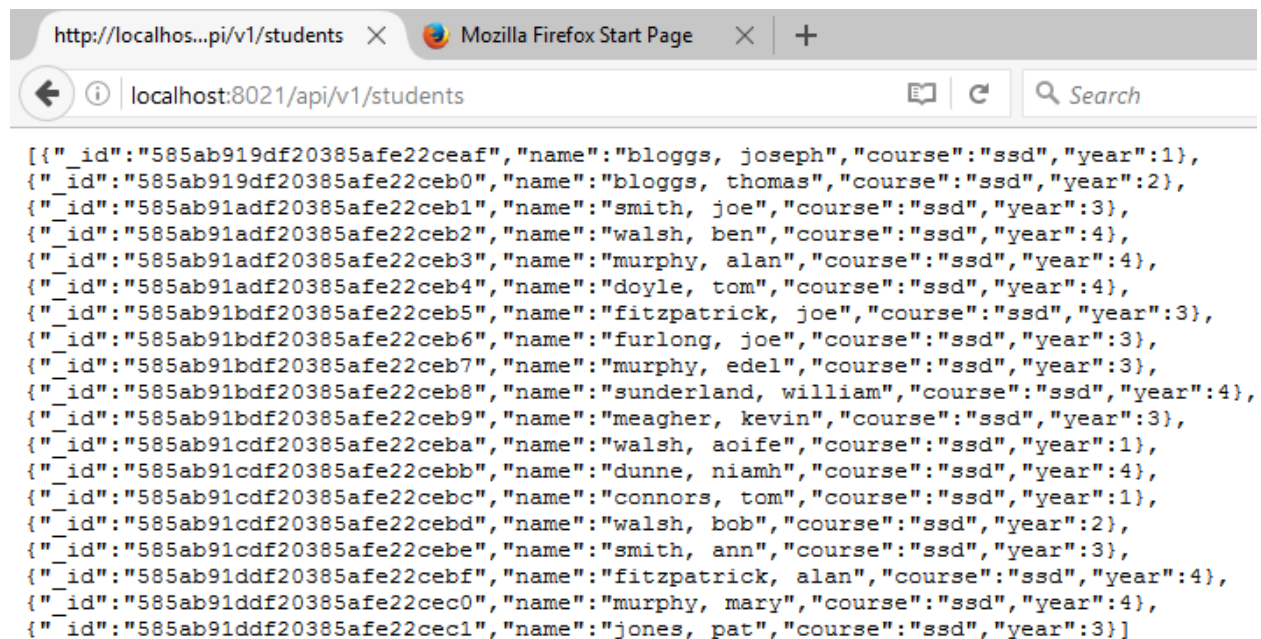 http://localhos...pi/v1/students Mozilla Firefox Start Page
localhost:8021/api/v1/students Search
[{"_id":"585ab919df20385afe22ceaf","name":"bloggs, joseph","course":"ssd","year":1},
{"_id":"585ab919df20385afe22ceb0","name":"bloggs, thomas","course":"ssd","year":2},
{"_id":"585ab91adf20385afe22ceb1","name":"smith, joe","course":"ssd","year":3},
{"_id":"585ab91adf20385afe22ceb2","name":"walsh, ben","course":"ssd","year":4},
{"_id":"585ab91adf20385afe22ceb3","name":"murphy, alan","course":"ssd","year":4},
{"_id":"585ab91adf20385afe22ceb4","name":"doyle, tom","course":"ssd","year":4},
{"_id":"585ab91bdf20385afe22ceb5","name":"fitzpatrick, joe","course":"ssd","year":3},
{"_id":"585ab91bdf20385afe22ceb6","name":"furlong, joe","course":"ssd","year":3},
{"_id":"585ab91bdf20385afe22ceb7","name":"murphy, edel","course":"ssd","year":3},
{"_id":"585ab91bdf20385afe22ceb8","name":"sunderland, william","course":"ssd","year":4},
{"_id":"585ab91bdf20385afe22ceb9","name":"meagher, kevin","course":"ssd","year":3},
{"_id":"585ab91cdf20385afe22ceba","name":"walsh, aoife","course":"ssd","year":1},
{"_id":"585ab91cdf20385afe22cebb","name":"dunne, niamh","course":"ssd","year":4},
{"_id":"585ab91cdf20385afe22cebc","name":"connors, tom","course":"ssd","year":1},
{"_id":"585ab91cdf20385afe22cebd","name":"walsh, bob","course":"ssd","year":2},
{"_id":"585ab91cdf20385afe22cebe","name":"smith, ann","course":"ssd","year":3},
{"_id":"585ab91ddf20385afe22cebf","name":"fitzpatrick, alan","course":"ssd","year":4},
{"_id":"585ab91ddf20385afe22cec0","name":"murphy, mary","course":"ssd","year":4},
{"_id":"585ab91ddf20385afe22cec1","name":"jones, pat","course":"ssd","year":3}]